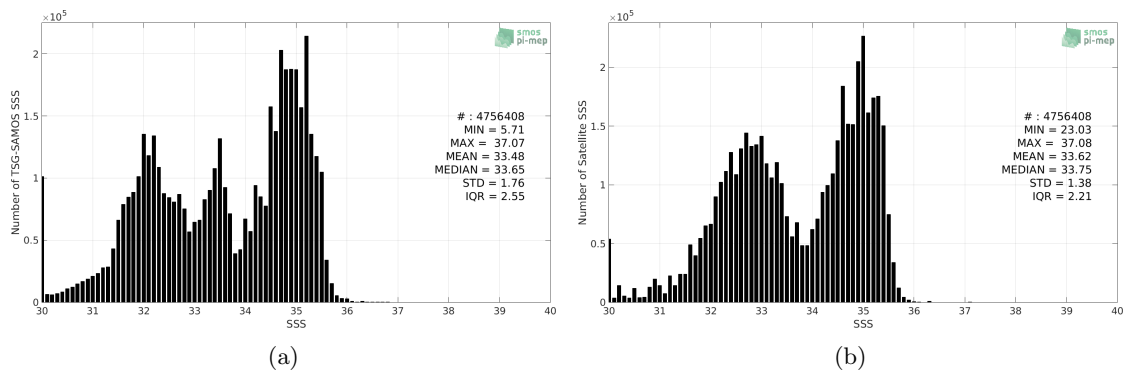 ×10⁵
2
1.5
1
0.5
0
Number of TSG-SAMOS SSS
30 31 32 33 34 35 36 37 38 39 40
SSS
smos
pi-mep
# : 4756408
MIN = 5.71
MAX = 37.07
MEAN = 33.48
MEDIAN = 33.65
STD = 1.76
IQR = 2.55
(a)
×10⁵
2
1.5
1
0.5
0
Number of Satellite SSS
30 31 32 33 34 35 36 37 38 39 40
SSS
smos
pi-mep
# : 4756408
MIN = 23.03
MAX = 37.08
MEAN = 33.62
MEDIAN = 33.75
STD = 1.38
IQR = 2.21
(b)